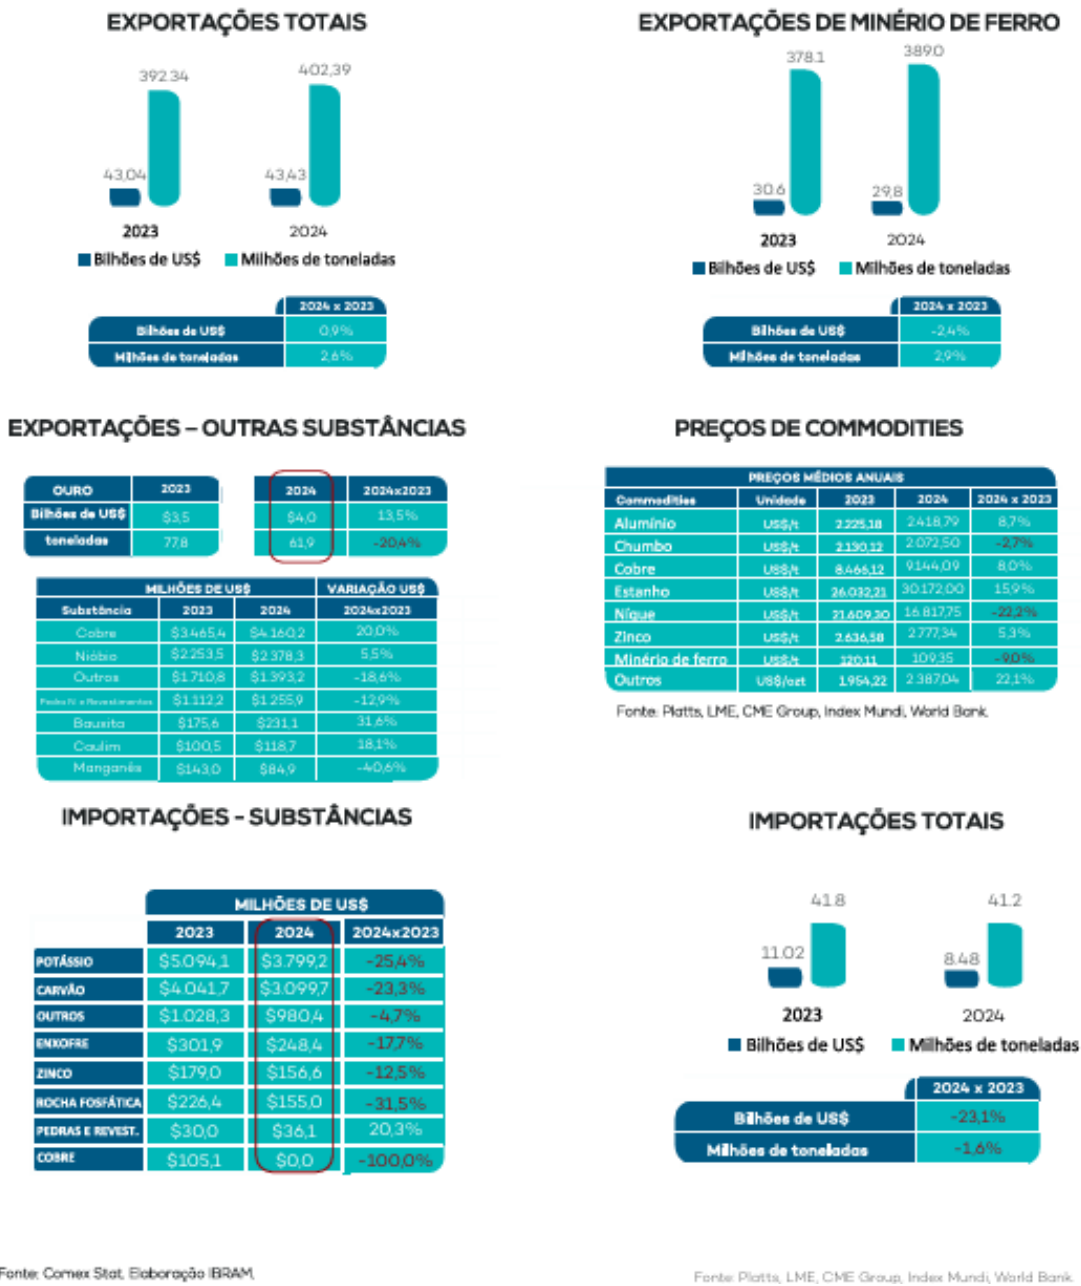 EXPORTAÇÕES TOTAIS
392.34
402,39
43,04
43,43
2023
2024
Bilhões de US$
Milhões de toneladas
2024 x 2023
Bilhões de US$ 0,9%
Milhões de toneladas 2,6%
EXPORTAÇÕES DE MINÉRIO DE FERRO
378.1
389.0
30.6
29,8
2023
2024
Bilhões de US$
Milhões de toneladas
2024 x 2023
Bilhões de US$ -2,4%
Milhões de toneladas 2,9%
EXPORTAÇÕES – OUTRAS SUBSTÂNCIAS
OURO 2023 2024 2024x2023
Bilhões de US$ $3,5 $4,0 13,5%
toneladas 77,8 61,9 -20,4%
MILHÕES DE US$ VARIAÇÃO US$
Substância 2023 2024 2024x2023
Cobre $3.465,4 $4.160,2 20,0%
Nióbio $2.253,5 $2.378,3 5,5%
Outros $1.710,8 $1.393,2 -18,6%
Pedra N. e Revestimentos $1.112,2 $1.255,9 -12,9%
Bauxita $175,6 $231,1 31,6%
Caulim $100,5 $118,7 18,1%
Manganês $143,0 $84,9 -40,6%
PREÇOS DE COMMODITIES
PREÇOS MÉDIOS ANUAIS
Commodities Unidade 2023 2024 2024 x 2023
Alumínio US$/t 2.225,18 2.418,79 8,7%
Chumbo US$/t 2.130,12 2.072,50 -2,7%
Cobre US$/t 8.466,12 9.144,09 8,0%
Estanho US$/t 26.032,21 30.172,00 15,9%
Níque US$/t 21.609,30 16.817,75 -22,2%
Zinco US$/t 2.636,58 2.777,34 5,3%
Minério de ferro US$/t 120,11 109,35 -9,0%
Outros US$/ozt 1.954,22 2.387,04 22,1%
Fonte: Platts, LME, CME Group, Index Mundi, World Bank.
IMPORTAÇÕES - SUBSTÂNCIAS
MILHÕES DE US$
2023 2024 2024x2023
POTÁSSIO $5.094,1 $3.799,2 -25,4%
CARVÃO $4.041,7 $3.099,7 -23,3%
OUTROS $1.028,3 $980,4 -4,7%
ENXOFRE $301,9 $248,4 -17,7%
ZINCO $179,0 $156,6 -12,5%
ROCHA FOSFÁTICA $226,4 $155,0 -31,5%
PEDRAS E REVEST. $30,0 $36,1 20,3%
COBRE $105,1 $0,0 -100,0%
IMPORTAÇÕES TOTAIS
41.8
41.2
11.02
8.48
2023
2024
Bilhões de US$
Milhões de toneladas
2024 x 2023
Bilhões de US$ -23,1%
Milhões de toneladas -1,6%
Fonte: Comex Stat, Elaboração IBRAM,
Fonte: Platts, LME, CME Group, Index Mundi, World Bank.